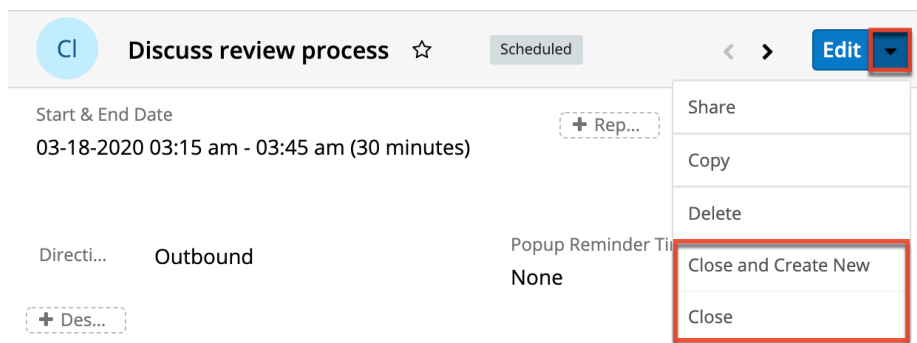 Cl
Discuss review process
Scheduled
Edit
Start & End Date
03-18-2020 03:15 am - 03:45 am (30 minutes)
+ Rep...
Share
Copy
Delete
Close and Create New
Close
Directi...
Outbound
Popup Reminder
None
+ Des...